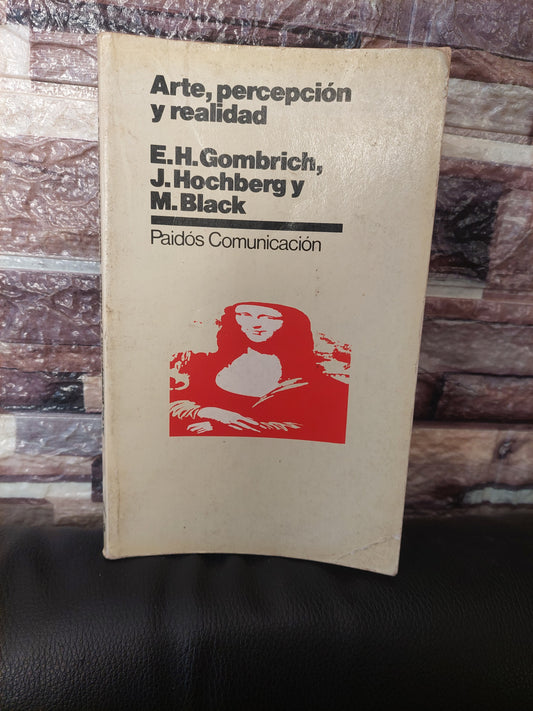 Arte, percepción
y realidad
E.H.Gombrich,
J.Hochberg y
M.Black
Paidós Comunicación